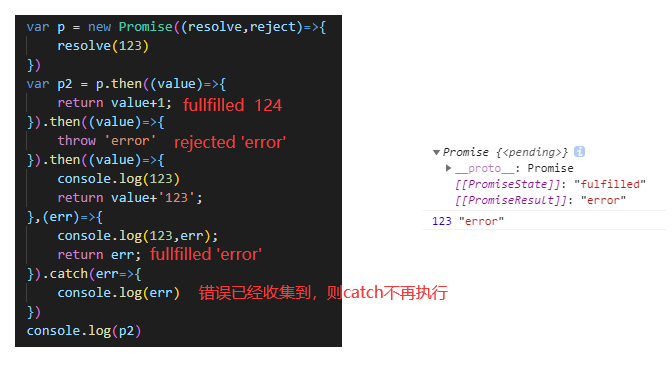 var p = new Promise((resolve,reject)=>{
resolve(123)
})
var p2 = p.then((value)=>{
return value+1; fullfilled 124
}).then((value)=>{
throw 'error' rejected 'error'
}).then((value)=>{
console.log(123)
return value+'123';
},(err)=>{
console.log(123,err);
return err; fullfilled 'error'
}).catch(err=>{
console.log(err) 错误已经收集到，则catch不再执行
})
console.log(p2)
Promise {<pending>} i
__proto__: Promise
[[PromiseState]]: "fulfilled"
[[PromiseResult]]: "error"
123 "error"